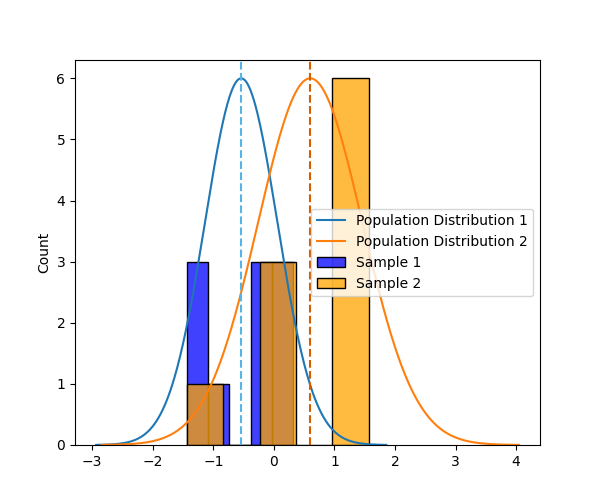 6
5
4
3
2
1
0
Count
Population Distribution 1
Population Distribution 2
Sample 1
Sample 2
−3 −2 −1 0 1 2 3 4